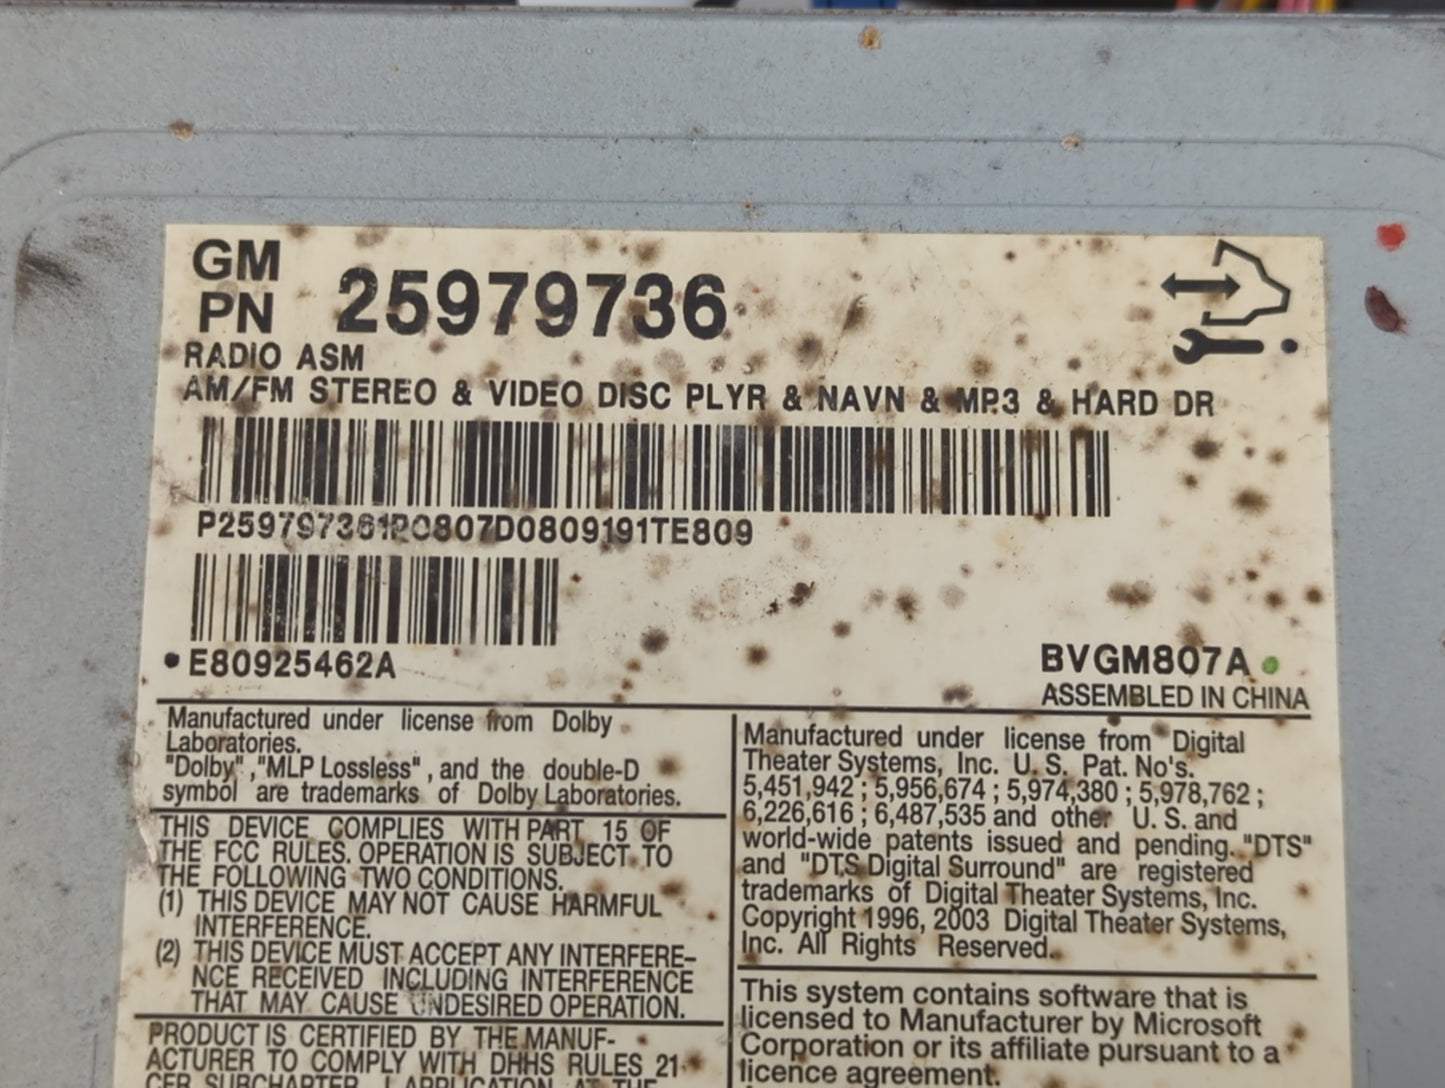 GM
PN 25979736
RADIO ASM
AM/FM STEREO & VIDEO DISC PLYR & NAVN & MP3 & HARD DR
P259797361PC807D0809191TE809
E80925462A
BVGM807A
ASSEMBLED IN CHINA
Manufactured under license from Dolby
Laboratories.
"Dolby", "MLP Lossless", and the double-D
symbol are trademarks of Dolby Laboratories.
THIS DEVICE COMPLIES WITH PART 15 OF
THE FCC RULES. OPERATION IS SUBJECT TO
THE FOLLOWING TWO CONDITIONS.
(1) THIS DEVICE MAY NOT CAUSE HARMFUL
INTERFERENCE.
(2) THIS DEVICE MUST ACCEPT ANY INTERFERE-
NCE RECEIVED INCLUDING INTERFERENCE
THAT MAY CAUSE UNDESIRED OPERATION.
PRODUCT IS CERTIFIED BY THE MANUF-
ACTURER TO COMPLY WITH DHHS RULES 21
CFR SUBCHAPTER J APPLICATION AT THE
Manufactured under license from Digital
Theater Systems, Inc. U. S. Pat. No's.
5,451,942 ; 5,956,674 ; 5,974,380 ; 5,978,762 ;
6,226,616 ; 6,487,535 and other U. S. and
world-wide patents issued and pending. "DTS"
and "DTS Digital Surround" are registered
trademarks of Digital Theater Systems, Inc.
Copyright 1996, 2003 Digital Theater Systems,
Inc. All Rights Reserved.
This system contains software that is
licensed to Manufacturer by Microsoft
Corporation or its affiliate pursuant to a
licence agreement.